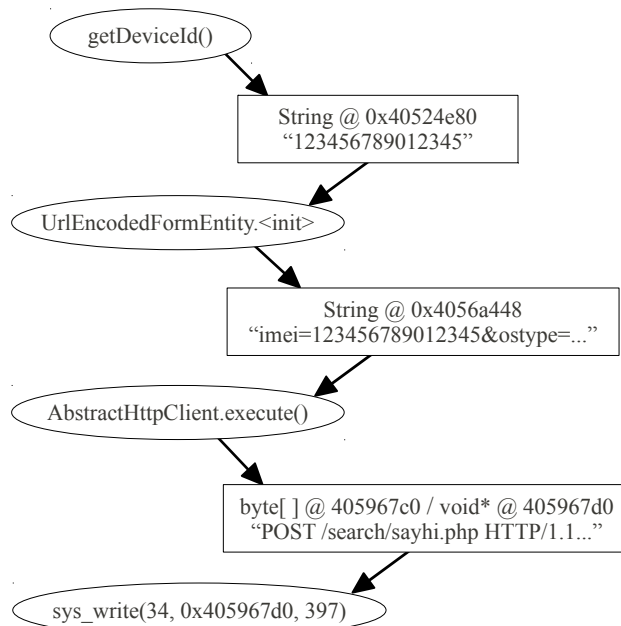 getDeviceId()
String @ 0x40524e80
“123456789012345”
UrlEncodedFormEntity.<init>
String @ 0x4056a448
“imei=123456789012345&ostype=...”
AbstractHttpClient.execute()
byte[ ] @ 405967c0 / void* @ 405967d0
“POST /search/sayhi.php HTTP/1.1...”
sys_write(34, 0x405967d0, 397)